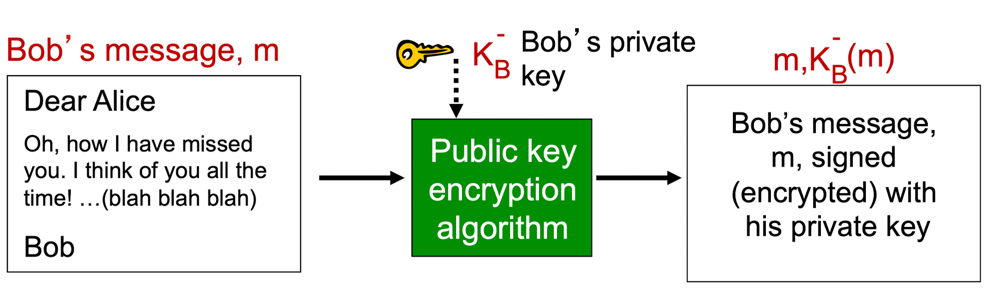 Bob's message, m
Dear Alice
Oh, how I have missed
you. I think of you all the
time! …(blah blah blah)
Bob
K_B^-
Bob's private
key
Public key
encryption
algorithm
m,K_B^-(m)
Bob's message,
m, signed
(encrypted) with
his private key